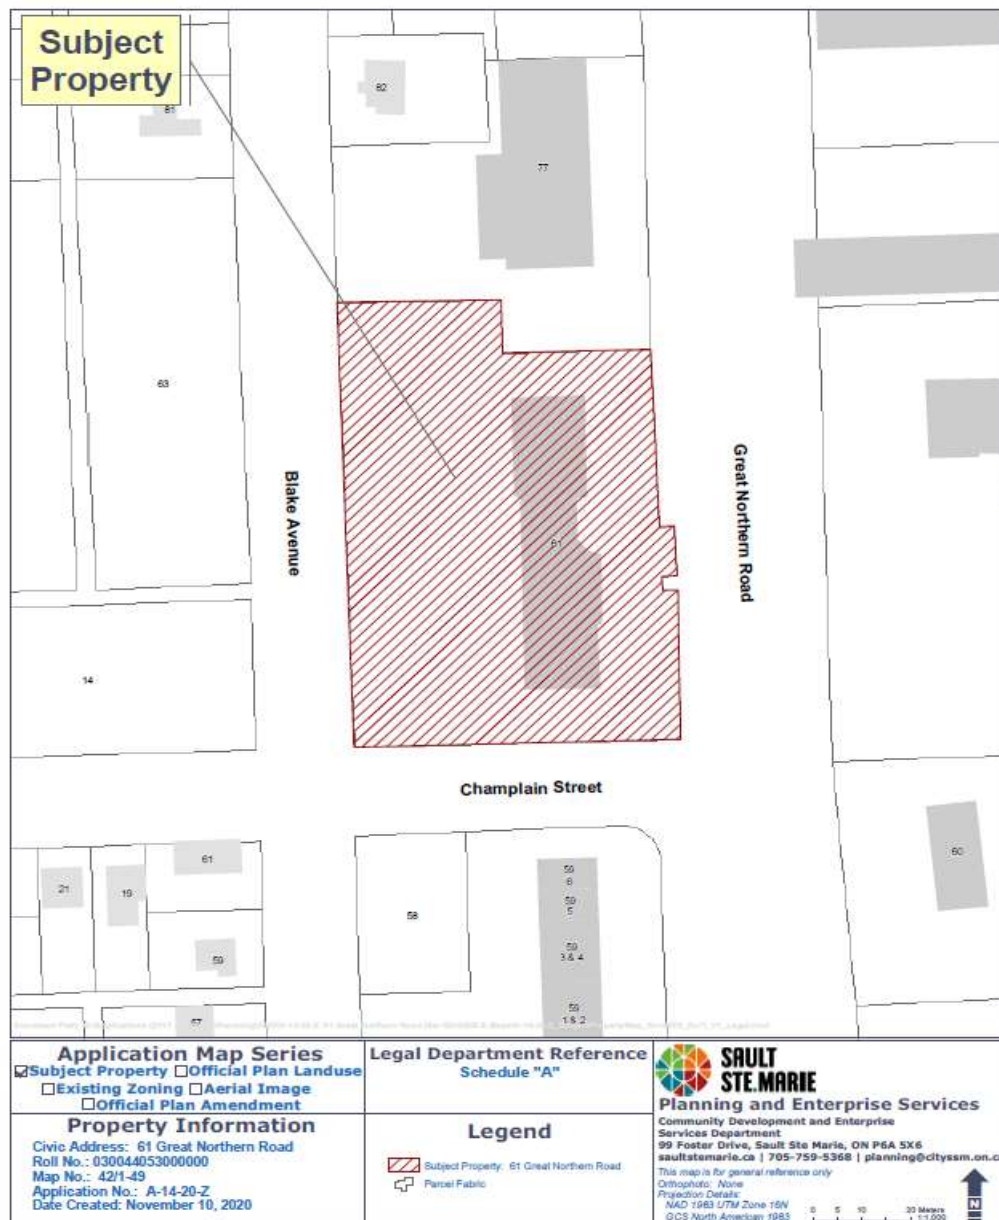 Subject
Property
81
82
77
63
Blake Avenue
Great Northern Road
61
14
Champlain Street
61
21
19
59
57
58
59
6
59
5
59
3 & 4
59
1 & 2
60
Application Map Series
Subject Property Official Plan Landuse
Existing Zoning Aerial Image
Official Plan Amendment
Property Information
Civic Address: 61 Great Northern Road
Roll No.: 030044053000000
Map No.: 42/1-49
Application No.: A-14-20-Z
Date Created: November 10, 2020
Legal Department Reference
Schedule "A"
Legend
Subject Property: 61 Great Northern Road
Parcel Fabric
SAULT
STE.MARIE
Planning and Enterprise Services
Community Development and Enterprise
Services Department
99 Foster Drive, Sault Ste Marie, ON P6A 5X6
saultstemarie.ca | 705-759-5368 | planning@cityssm.on.c
This map is for general reference only
Orthophoto: None
Projection Details:
NAD 1983 UTM Zone 16N
GCS North American 1983
0 5 10 20 Meters
1:1,000
N